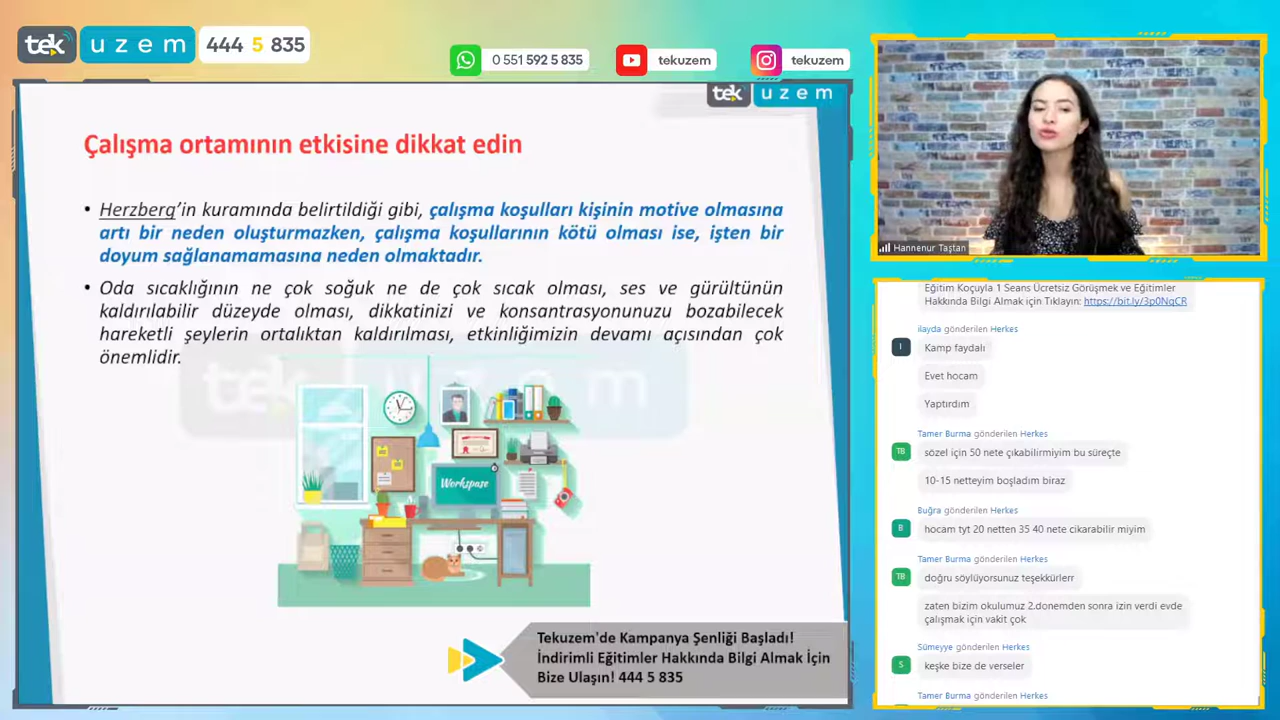 tek uzem 444 5 835
0 551 592 5 835
tekuzem
tekuzem
tek uzem
Çalışma ortamının etkisine dikkat edin
• Herzberg'in kuramında belirtildiği gibi, çalışma koşulları kişinin motive olmasına
artı bir neden oluşturmazken, çalışma koşullarının kötü olması ise, işten bir
doyum sağlanamamasına neden olmaktadır.
• Oda sıcaklığının ne çok soğuk ne de çok sıcak olması, ses ve gürültünün
kaldırılabilir düzeyde olması, dikkatinizi ve konsantrasyonunuzu bozabilecek
hareketli şeylerin ortalıktan kaldırılması, etkinliğimizin devamı açısından çok
önemlidir.
tek uzem
Workspase
Tekuzem'de Kampanya Şenliği Başladı!
İndirimli Eğitimler Hakkında Bilgi Almak İçin
Bize Ulaşın! 444 5 835
Hannenur Taştan
Eğitim Koçuyla 1 Seans Ücretsiz Görüşmek ve Eğitimler
Hakkında Bilgi Almak için Tıklayın: https://bit.ly/3p0NqCR
ilayda gönderilen Herkes
I
Kamp faydalı
Evet hocam
Yaptırdım
Tamer Burma gönderilen Herkes
TB
sözel için 50 nete çıkabilirmiyim bu süreçte
10-15 netteyim boşladım biraz
Buğra gönderilen Herkes
B
hocam tyt 20 netten 35 40 nete cikarabilir miyim
Tamer Burma gönderilen Herkes
TB
doğru söylüyorsunuz teşekkürlerr
zaten bizim okulumuz 2.donemden sonra izin verdi evde
çalışmak için vakit çok
Sümeyye gönderilen Herkes
S
keşke bize de verseler
Tamer Burma gönderilen Herkes